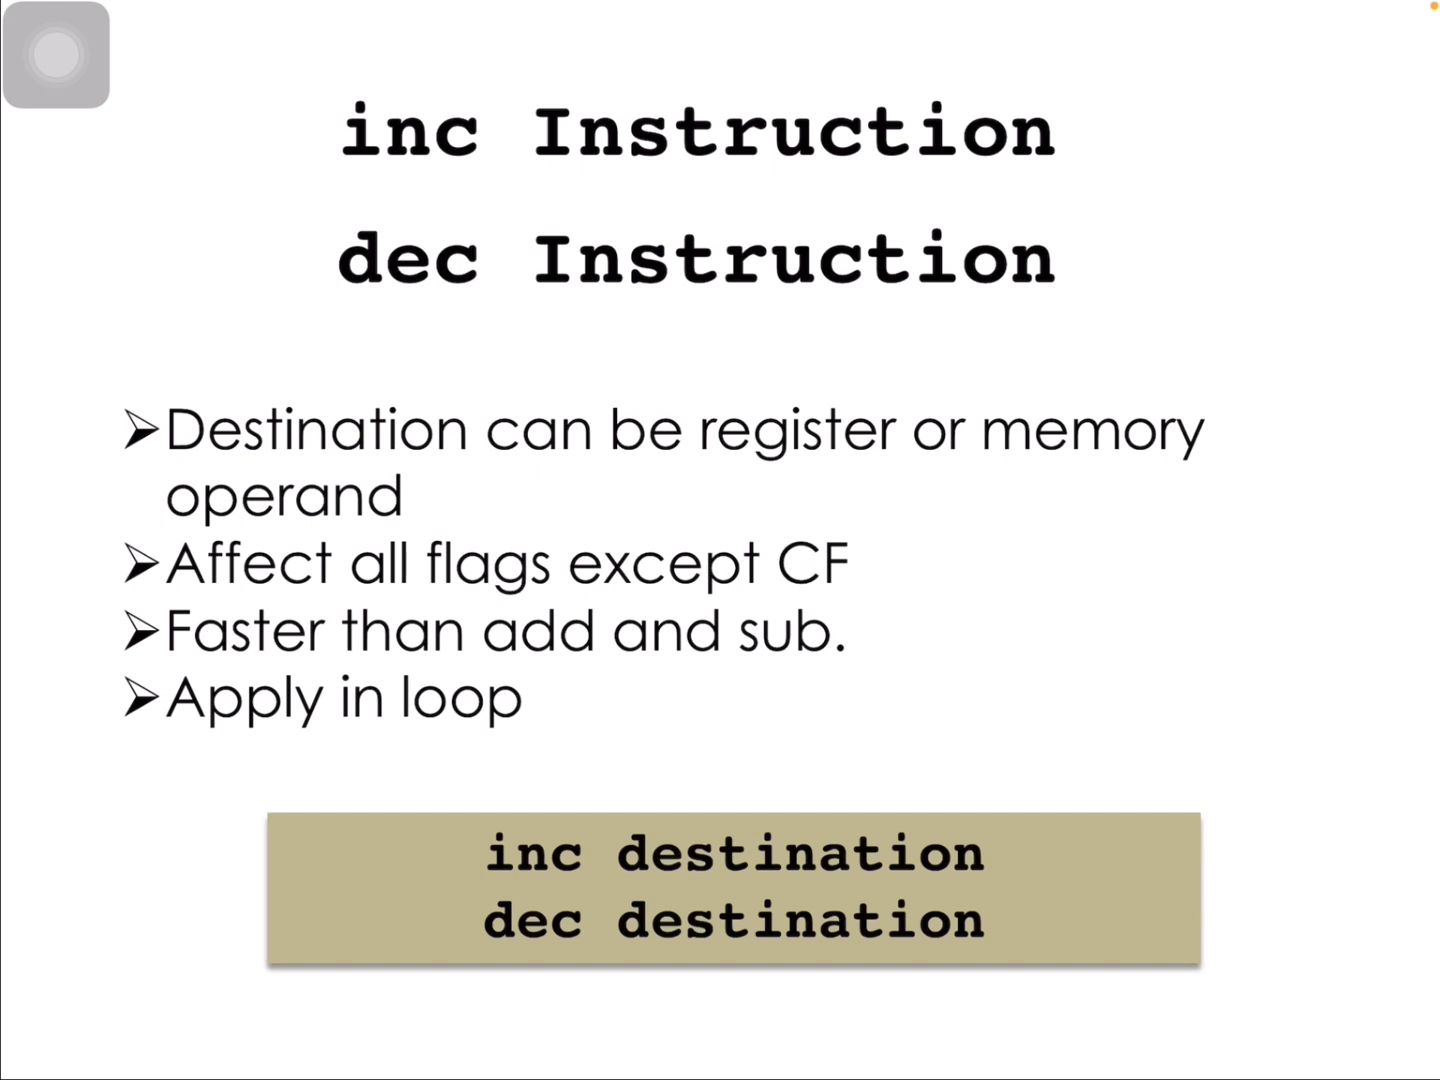 inc Instruction
dec Instruction
➢Destination can be register or memory
operand
➢Affect all flags except CF
➢Faster than add and sub.
➢Apply in loop
inc destination
dec destination